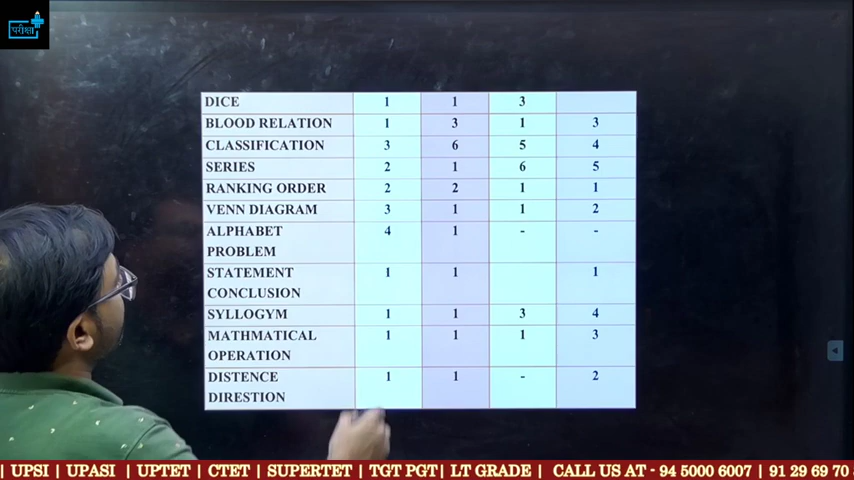 परीक्षा
DICE 1 1 3
BLOOD RELATION 1 3 1 3
CLASSIFICATION 3 6 5 4
SERIES 2 1 6 5
RANKING ORDER 2 2 1 1
VENN DIAGRAM 3 1 1 2
ALPHABET 4 1 - -
PROBLEM
STATEMENT 1 1 1
CONCLUSION
SYLLOGYM 1 1 3 4
MATHMATICAL 1 1 1 3
OPERATION
DISTENCE 1 1 - 2
DIRESTION
| UPSI | UPASI | UPTET | CTET | SUPERTET | TGT PGT| LT GRADE | CALL US AT - 94 5000 6007 | 91 29 69 70